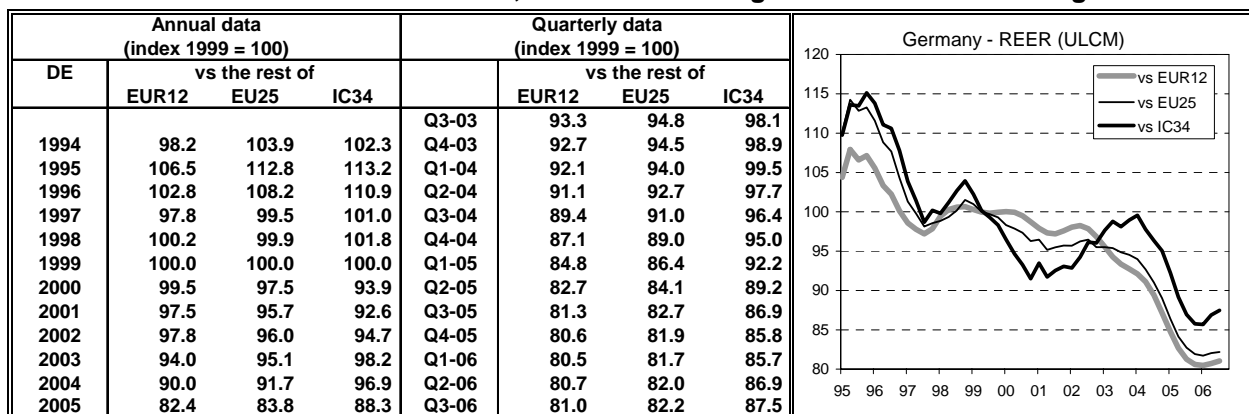 Annual data Quarterly data
(index 1999 = 100) (index 1999 = 100)
DE vs the rest of vs the rest of
EUR12 EU25 IC34 EUR12 EU25 IC34
Q3-03 93.3 94.8 98.1
1994 98.2 103.9 102.3 Q4-03 92.7 94.5 98.9
1995 106.5 112.8 113.2 Q1-04 92.1 94.0 99.5
1996 102.8 108.2 110.9 Q2-04 91.1 92.7 97.7
1997 97.8 99.5 101.0 Q3-04 89.4 91.0 96.4
1998 100.2 99.9 101.8 Q4-04 87.1 89.0 95.0
1999 100.0 100.0 100.0 Q1-05 84.8 86.4 92.2
2000 99.5 97.5 93.9 Q2-05 82.7 84.1 89.2
2001 97.5 95.7 92.6 Q3-05 81.3 82.7 86.9
2002 97.8 96.0 94.7 Q4-05 80.6 81.9 85.8
2003 94.0 95.1 98.2 Q1-06 80.5 81.7 85.7
2004 90.0 91.7 96.9 Q2-06 80.7 82.0 86.9
2005 82.4 83.8 88.3 Q3-06 81.0 82.2 87.5
Germany - REER (ULCM)
vs EUR12
vs EU25
vs IC34
120
115
110
105
100
95
90
85
80
95 96 97 98 99 00 01 02 03 04 05 06